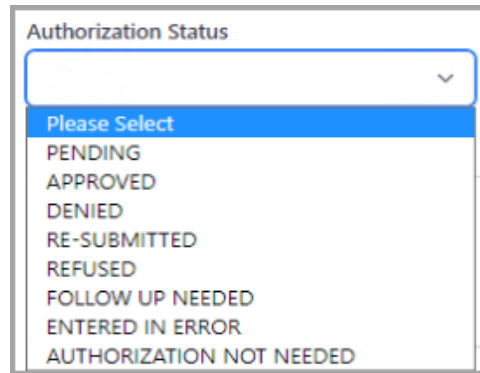 Authorization Status
Please Select
PENDING
APPROVED
DENIED
RE-SUBMITTED
REFUSED
FOLLOW UP NEEDED
ENTERED IN ERROR
AUTHORIZATION NOT NEEDED